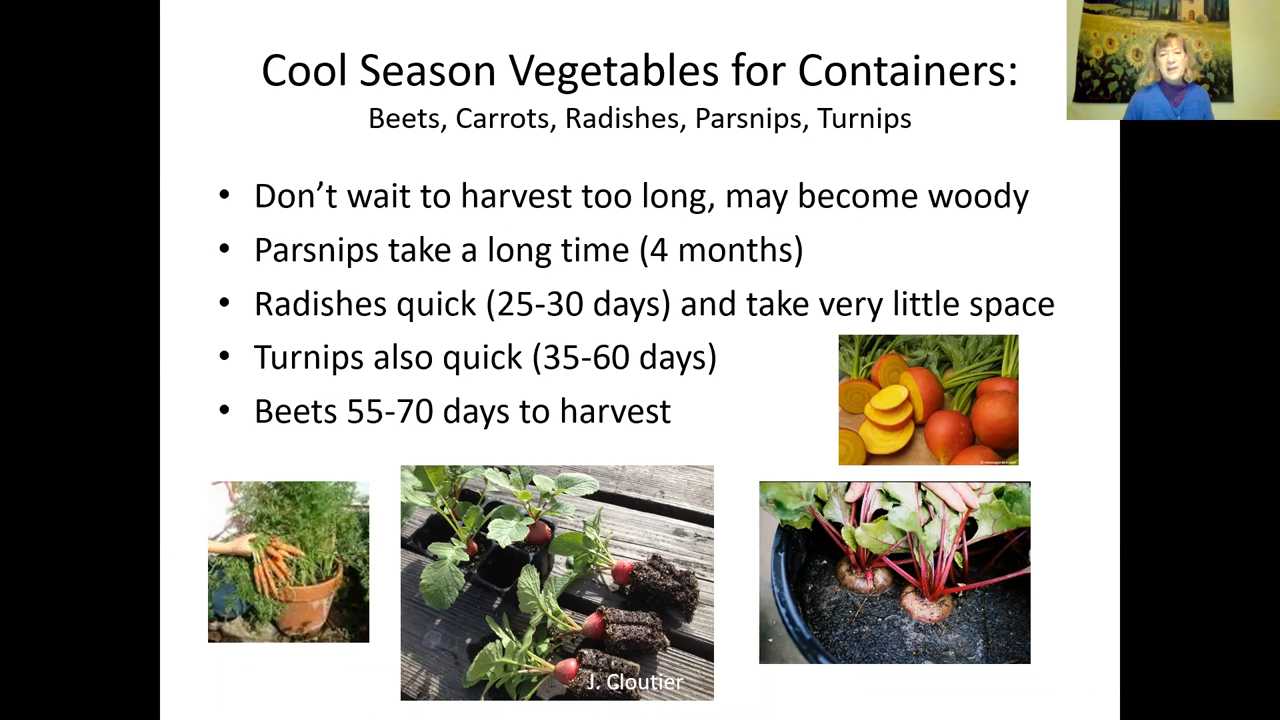 Cool Season Vegetables for Containers:
Beets, Carrots, Radishes, Parsnips, Turnips
• Don’t wait to harvest too long, may become woody
• Parsnips take a long time (4 months)
• Radishes quick (25-30 days) and take very little space
• Turnips also quick (35-60 days)
• Beets 55-70 days to harvest
J. Cloutier